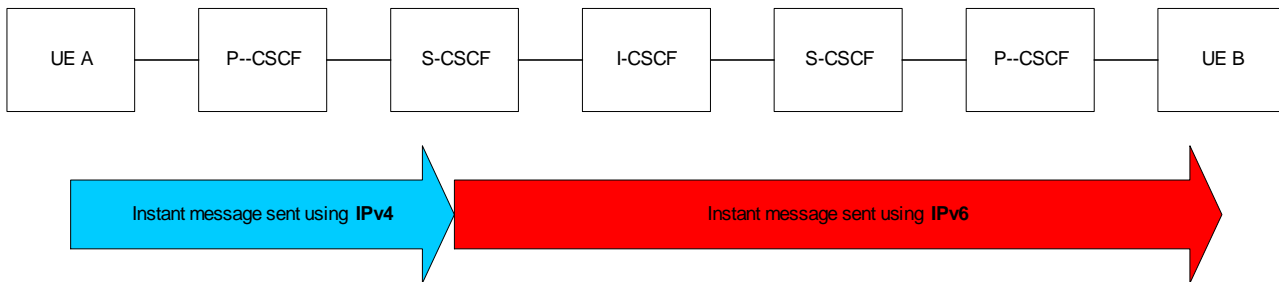 UE A
P--CSCF
S-CSCF
I-CSCF
S-CSCF
P--CSCF
UE B
Instant message sent using IPv4
Instant message sent using IPv6